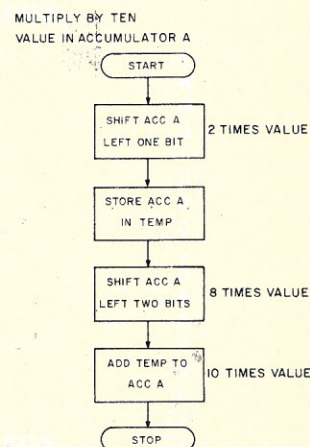 MULTIPLY BY TEN
VALUE IN ACCUMULATOR A
START
SHIFT ACC A
LEFT ONE BIT
2 TIMES VALUE
STORE ACC A
IN TEMP
SHIFT ACC A
LEFT TWO BITS
8 TIMES VALUE
ADD TEMP TO
ACC A
10 TIMES VALUE
STOP